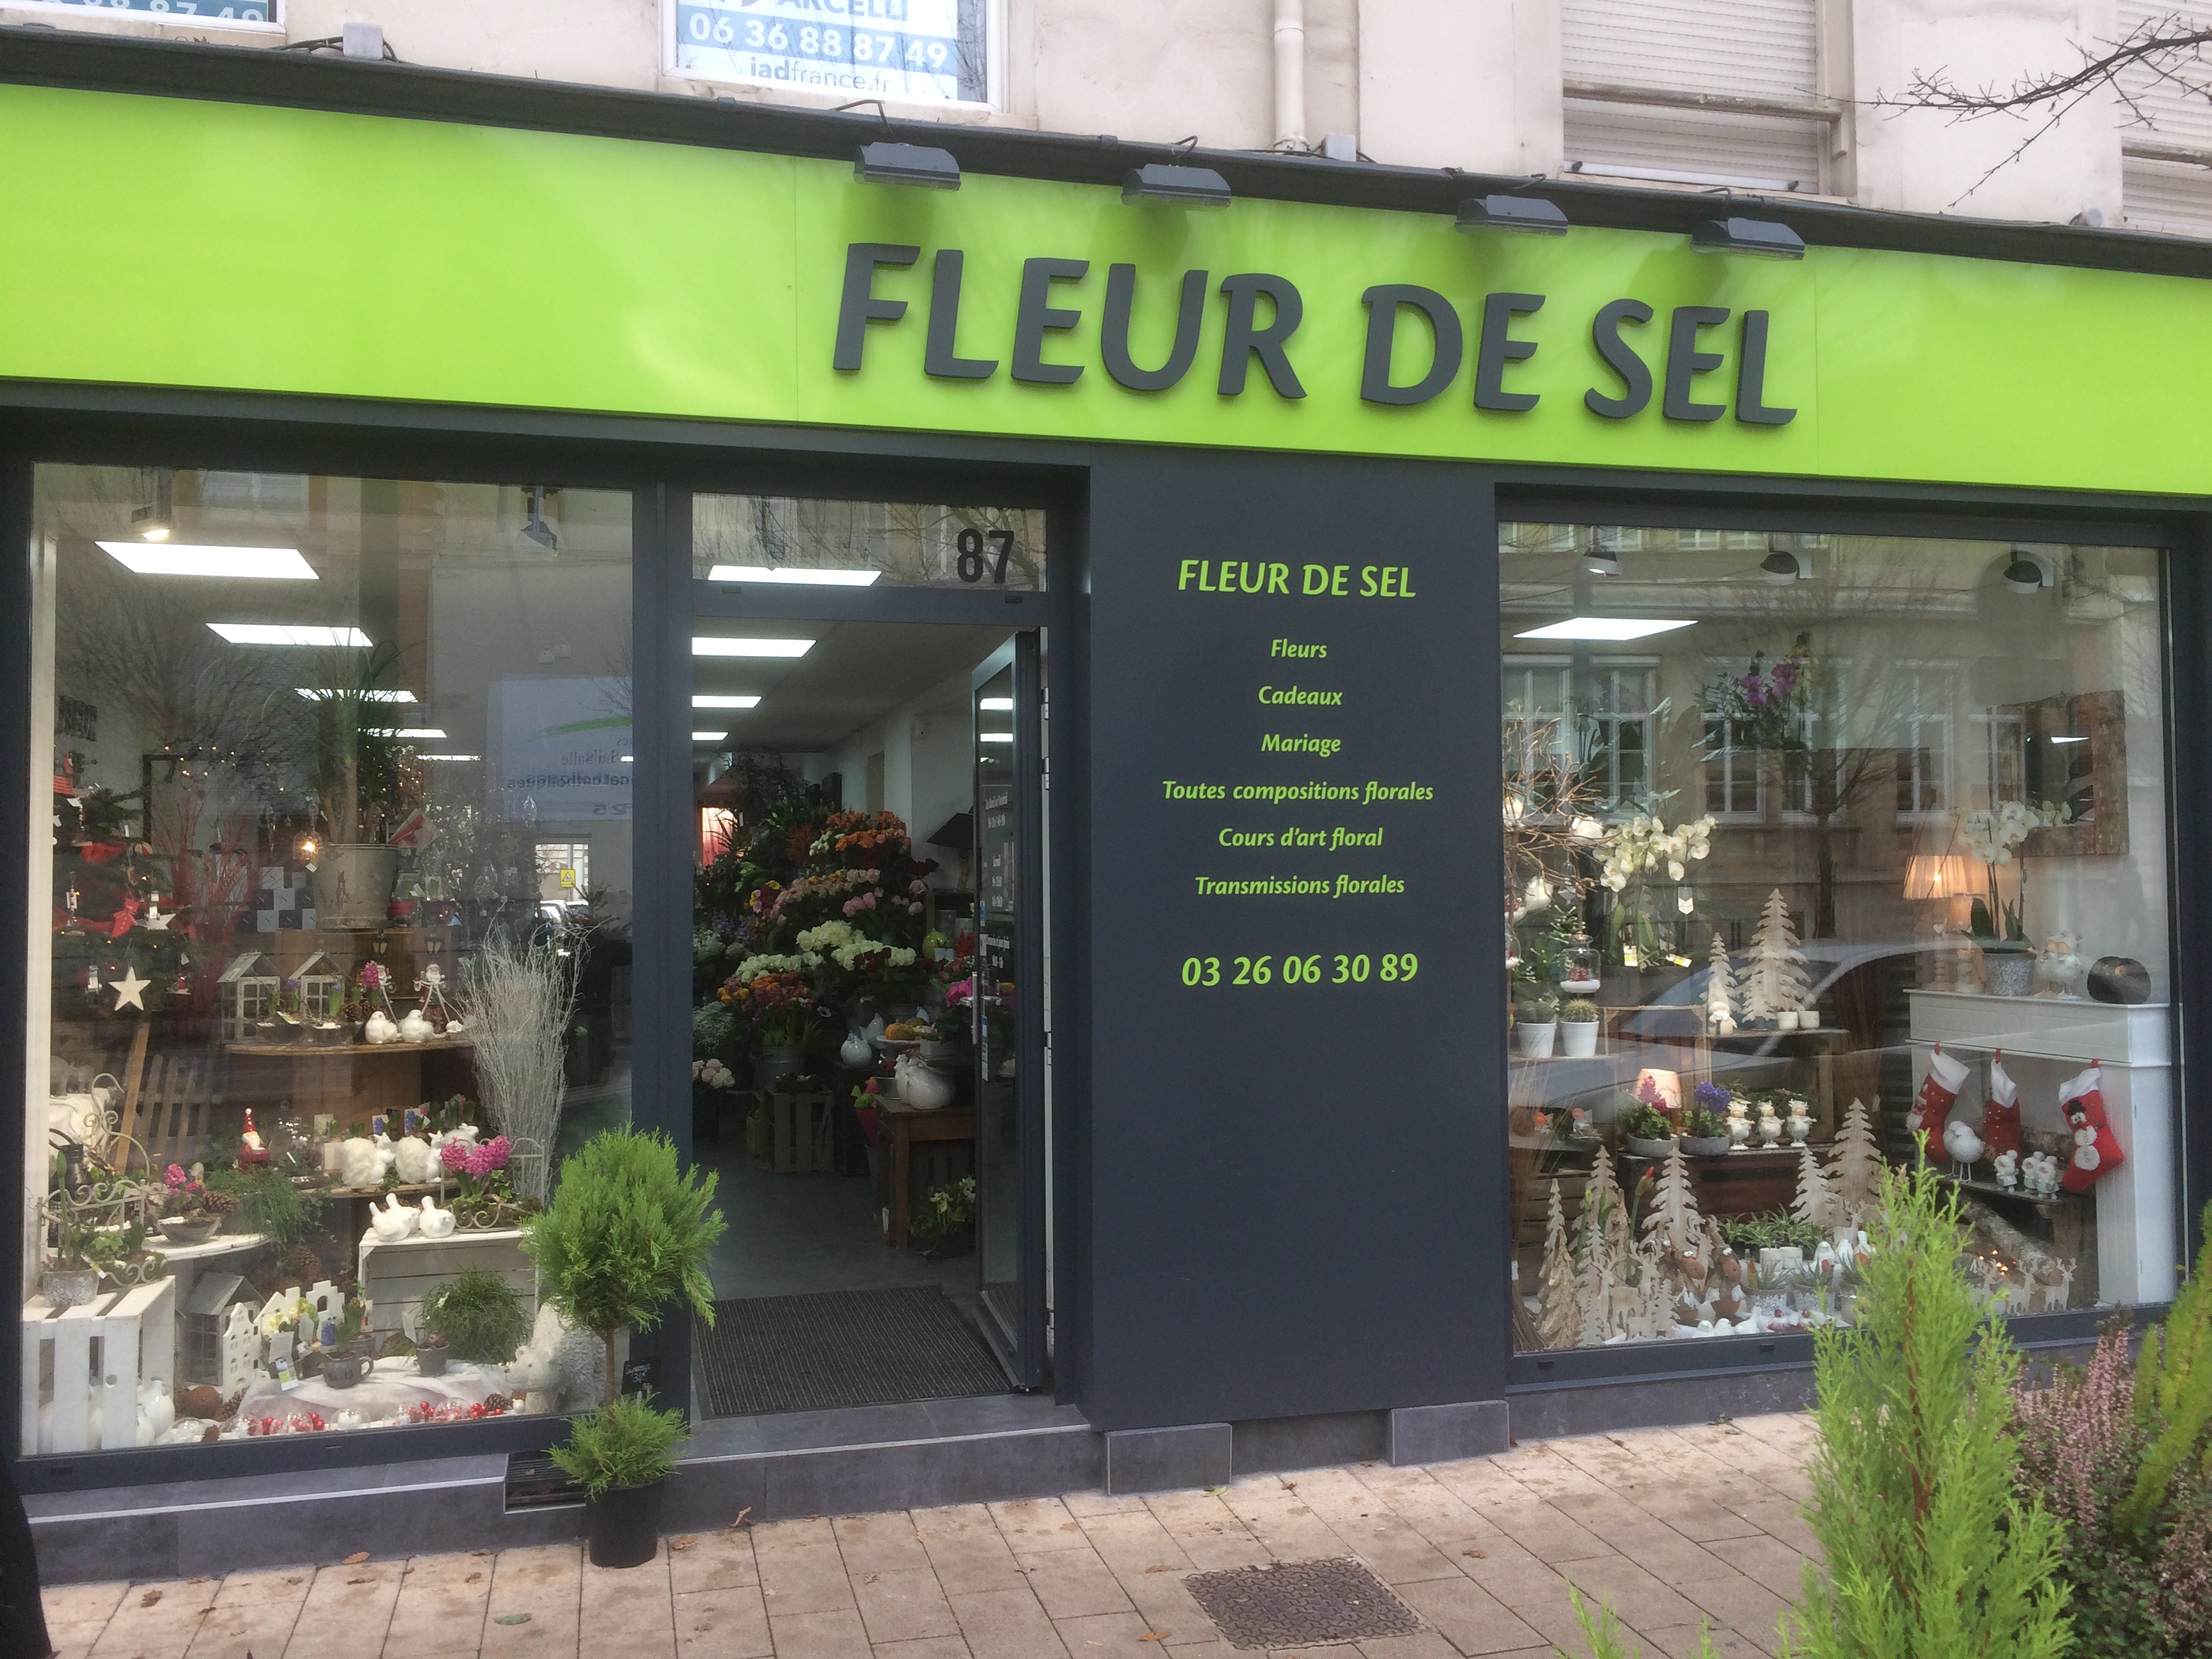 ARCELLI
06 36 88 87 49
iadfrance.fr
FLEUR DE SEL
87
FLEUR DE SEL
Fleurs
Cadeaux
Mariage
Toutes compositions florales
Cours d'art floral
Transmissions florales
03 26 06 30 89